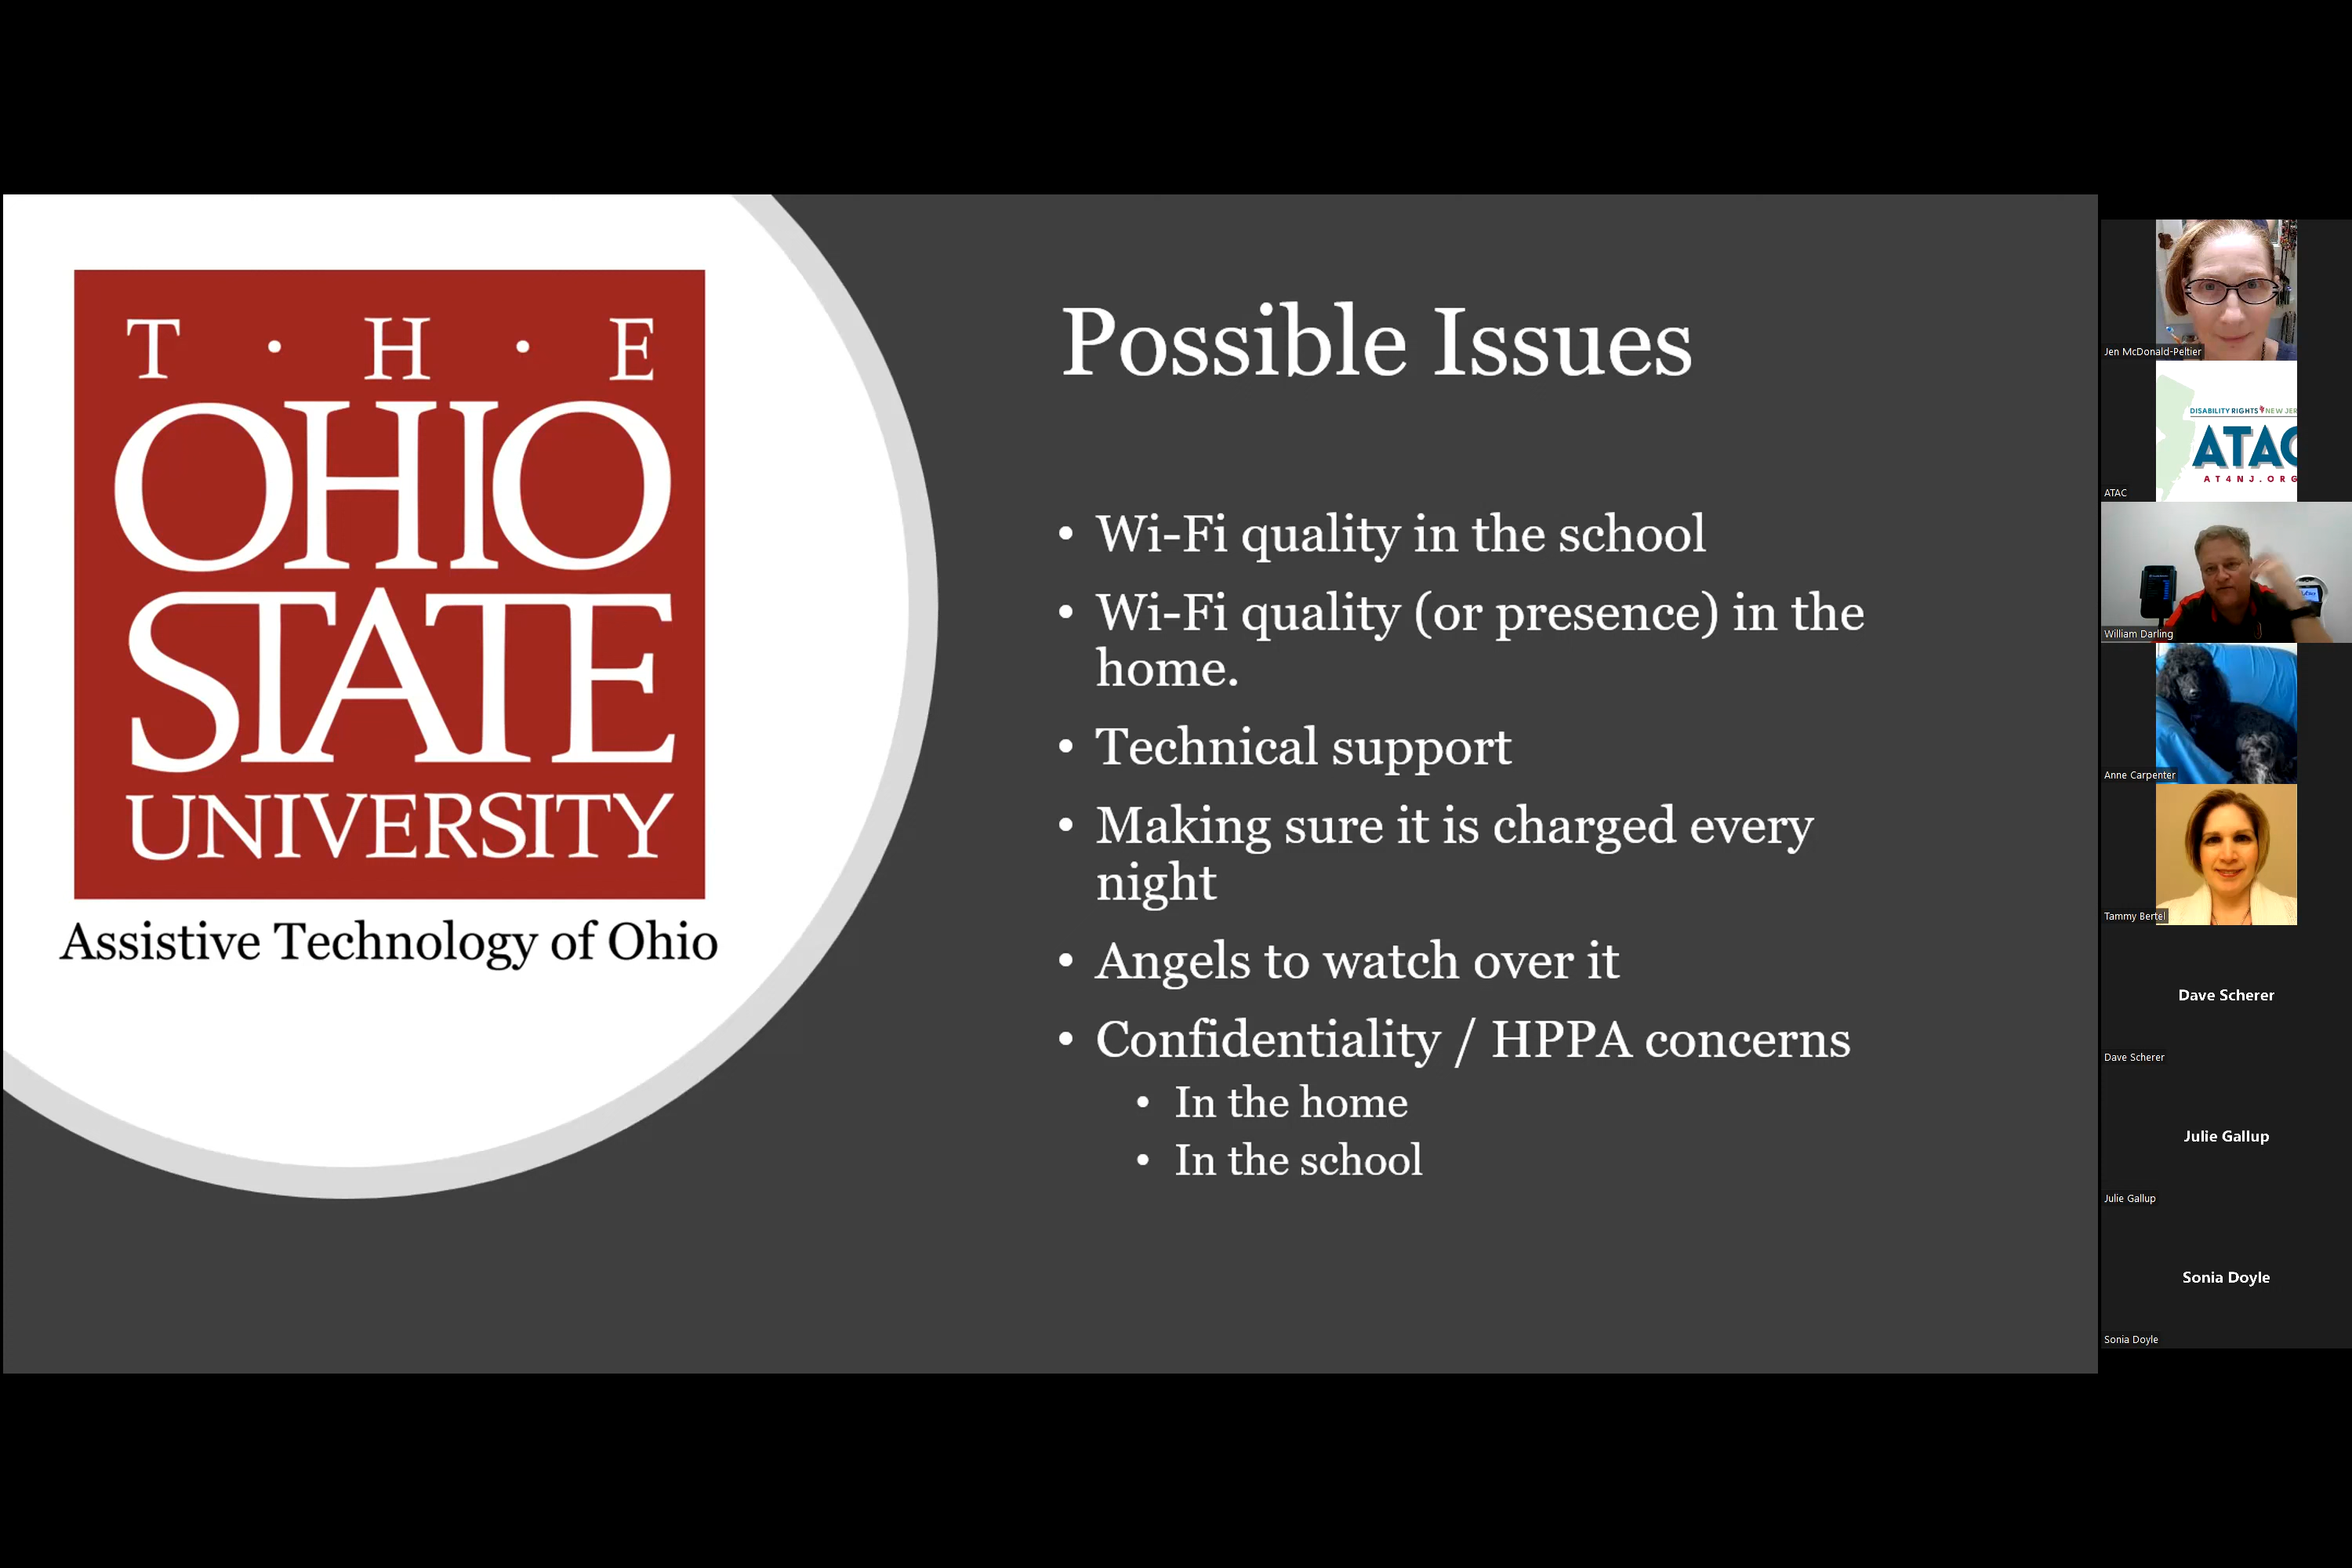 T · H · E
OHIO
STATE
UNIVERSITY
Assistive Technology of Ohio
Possible Issues
• Wi-Fi quality in the school
• Wi-Fi quality (or presence) in the
home.
• Technical support
• Making sure it is charged every
night
• Angels to watch over it
• Confidentiality / HPPA concerns
• In the home
• In the school
Jen McDonald-Peltier
DISABILITY RIGHTS NEW JER
ATAC
AT4NJ.ORG
ATAC
William Darling
Anne Carpenter
Tammy Bertel
Dave Scherer
Dave Scherer
Julie Gallup
Julie Gallup
Sonia Doyle
Sonia Doyle